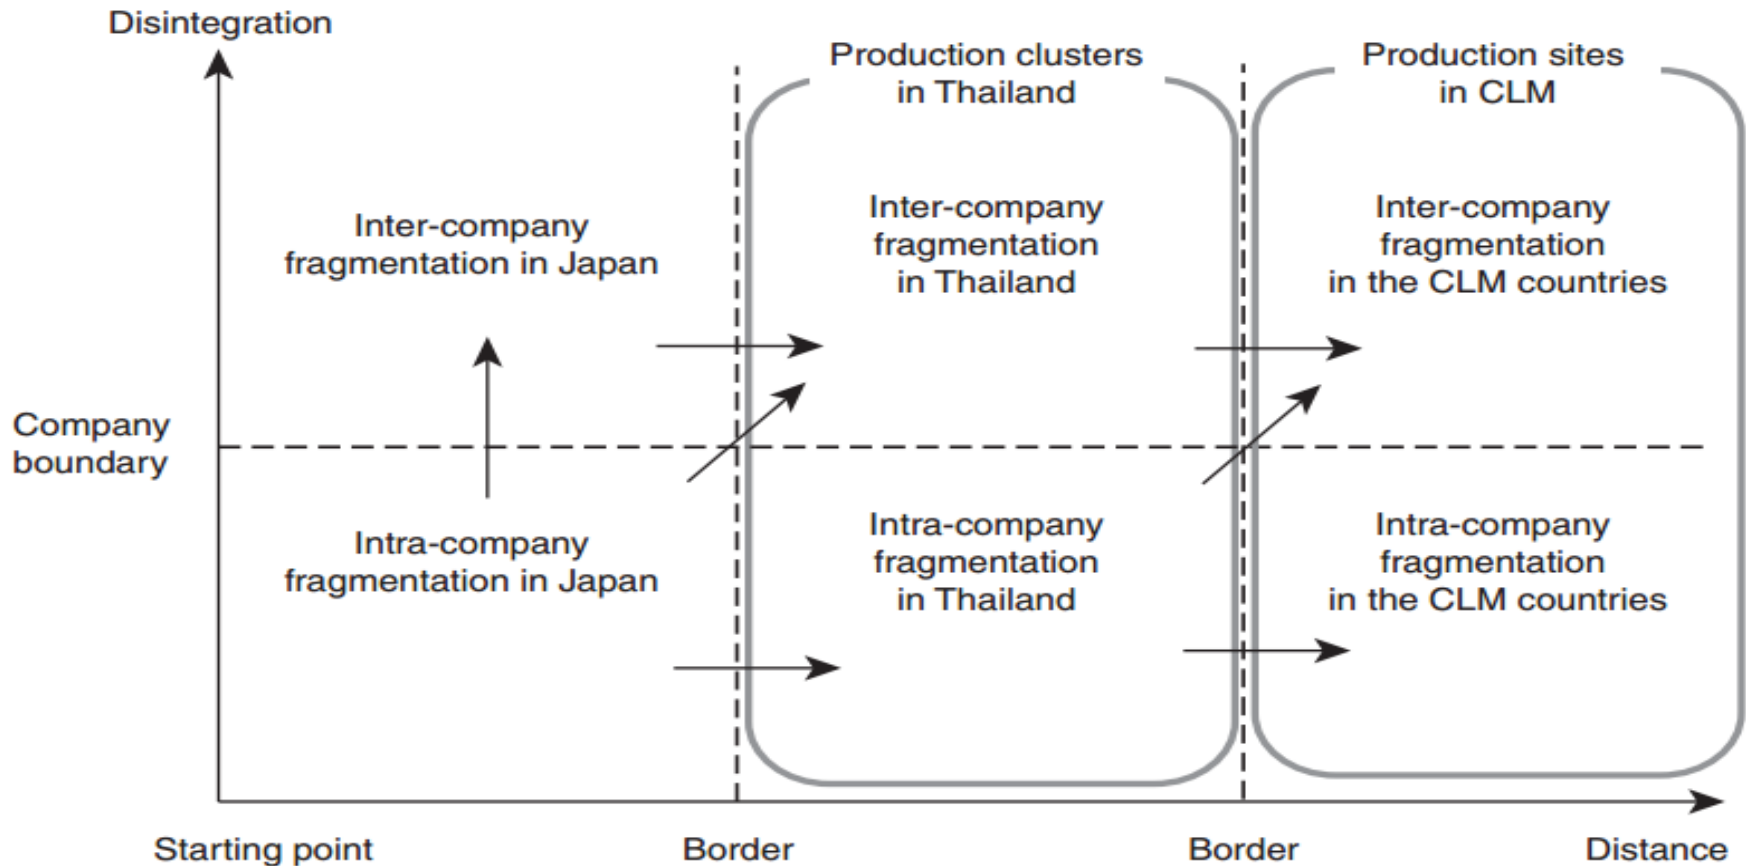 Disintegration
Production clusters
in Thailand
Production sites
in CLM
Inter-company
fragmentation in Japan
Inter-company
fragmentation
in Thailand
Inter-company
fragmentation
in the CLM countries
Company
boundary
Intra-company
fragmentation in Japan
Intra-company
fragmentation
in Thailand
Intra-company
fragmentation
in the CLM countries
Starting point
Border
Border
Distance